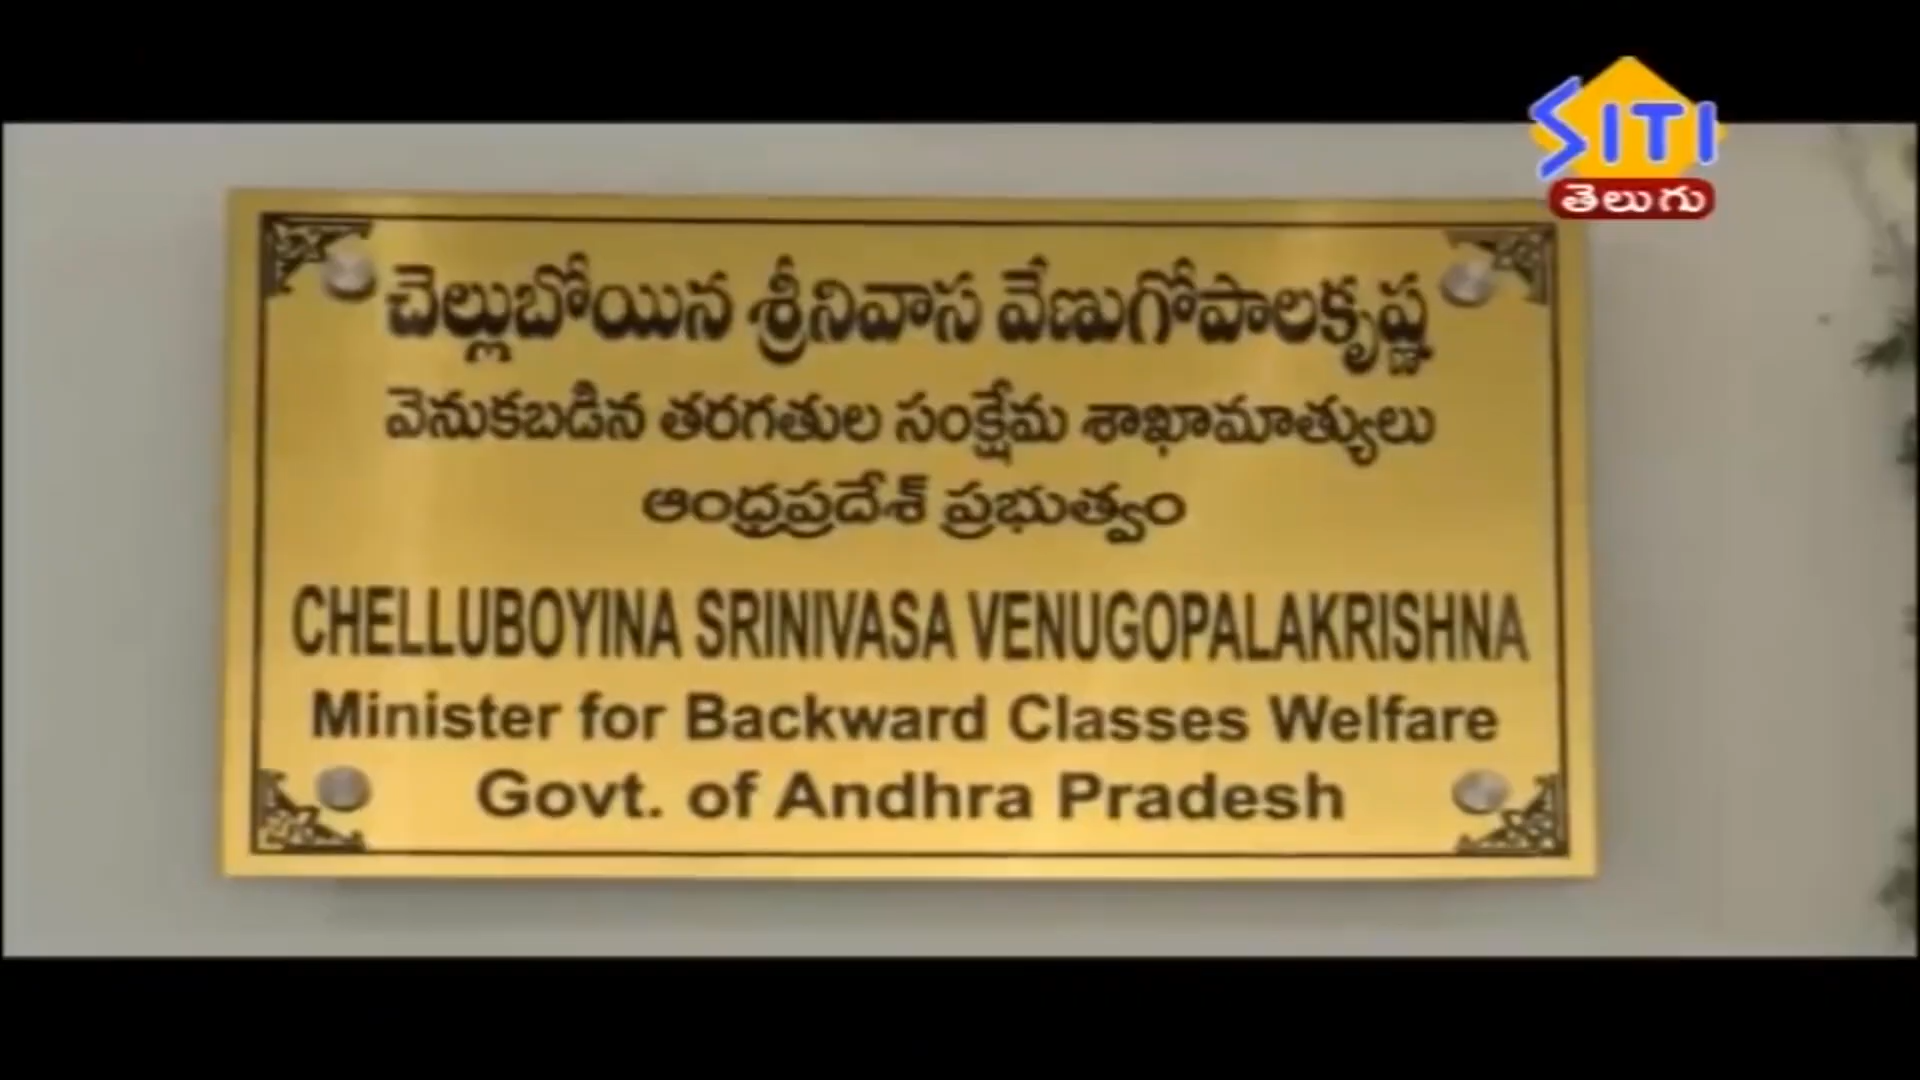 SITI
తెలుగు
చెల్లుబోయిన శ్రీనివాస వేణుగోపాలకృష్ణ
వెనుకబడిన తరగతుల సంక్షేమ శాఖామాత్యులు
ఆంధ్రప్రదేశ్ ప్రభుత్వం
CHELLUBOYINA SRINIVASA VENUGOPALAKRISHNA
Minister for Backward Classes Welfare
Govt. of Andhra Pradesh